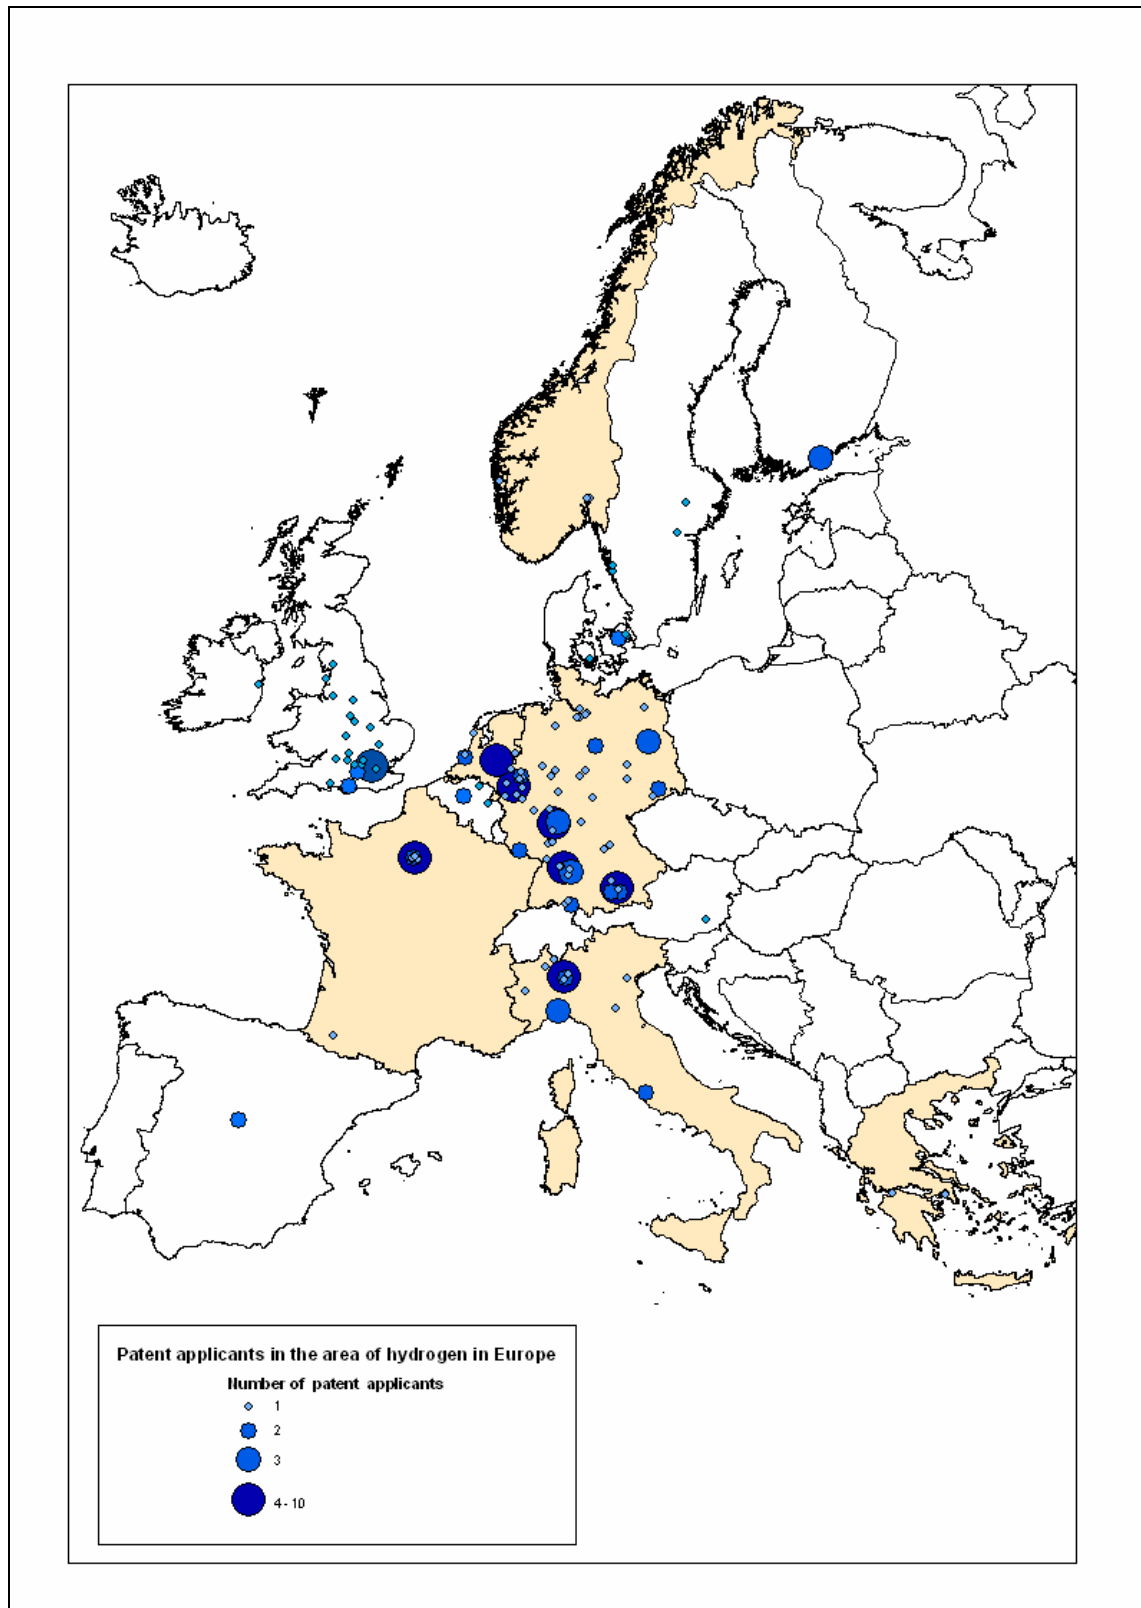 Patent applicants in the area of hydrogen in Europe
Number of patent applicants
1
2
3
4 - 10